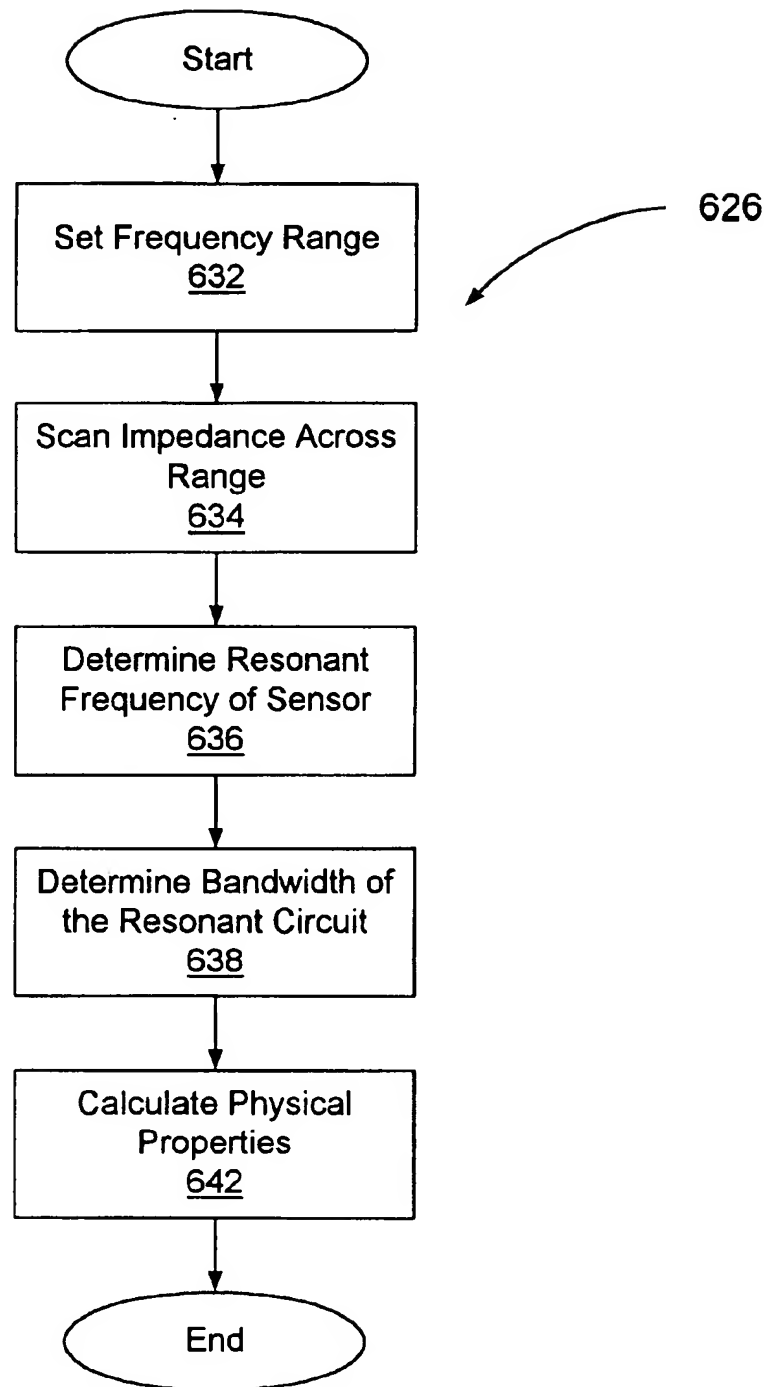 Start
Set Frequency Range
632
626
Scan Impedance Across
Range
634
Determine Resonant
Frequency of Sensor
636
Determine Bandwidth of
the Resonant Circuit
638
Calculate Physical
Properties
642
End